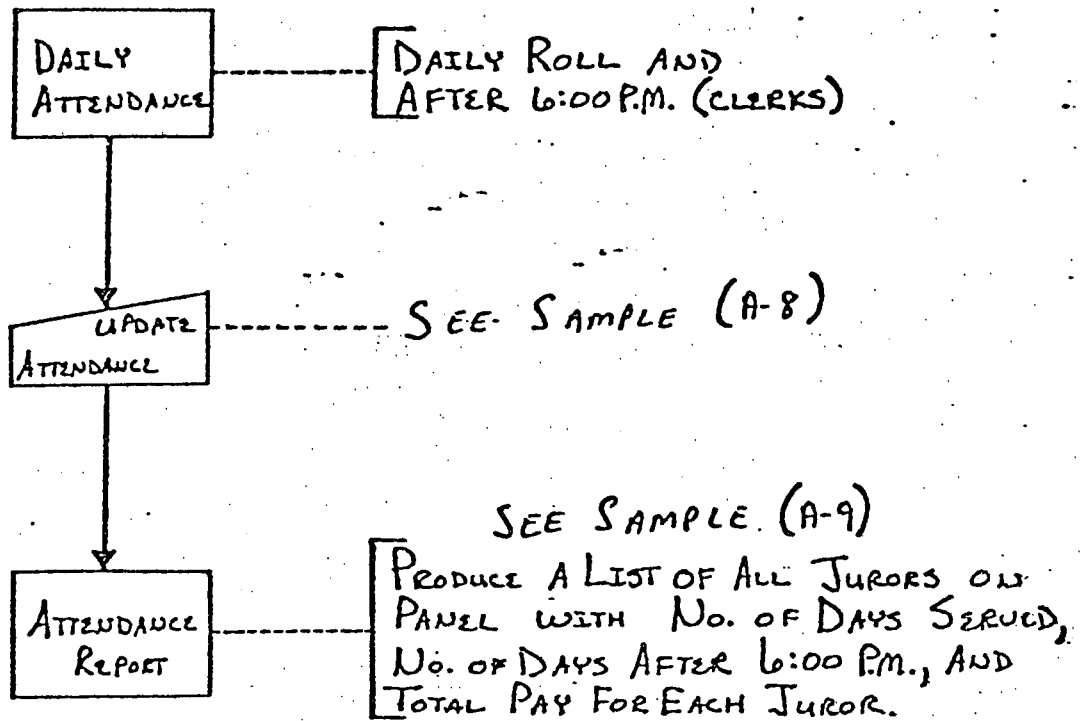 DAILY
ATTENDANCE
DAILY ROLL AND
AFTER 6:00 P.M. (CLERKS)
UPDATE
ATTENDANCE
SEE SAMPLE (A-8)
SEE SAMPLE. (A-9)
ATTENDANCE
REPORT
PRODUCE A LIST OF ALL JURORS ON
PANEL WITH NO. OF DAYS SERVED,
NO. OF DAYS AFTER 6:00 P.M., AND
TOTAL PAY FOR EACH JUROR.